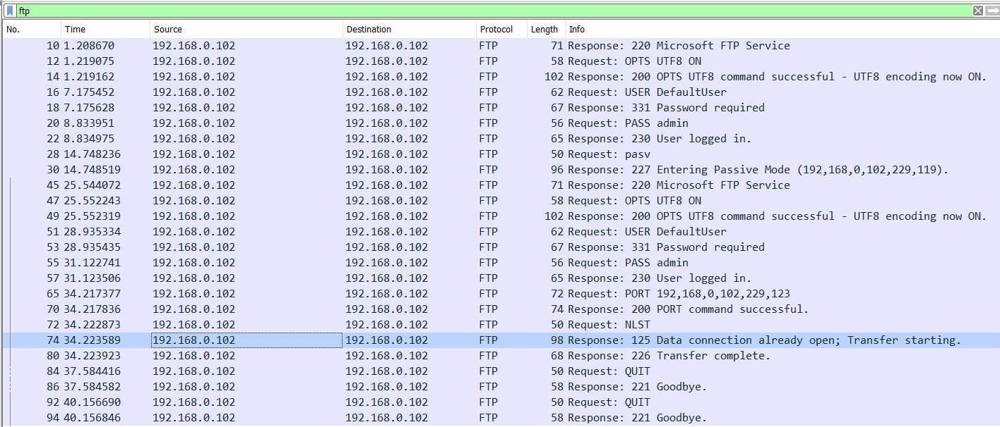 ftp
No. Time Source Destination Protocol Length Info
10 1.208670 192.168.0.102 192.168.0.102 FTP 71 Response: 220 Microsoft FTP Service
12 1.219075 192.168.0.102 192.168.0.102 FTP 58 Request: OPTS UTF8 ON
14 1.219162 192.168.0.102 192.168.0.102 FTP 102 Response: 200 OPTS UTF8 command successful - UTF8 encoding now ON.
16 7.175452 192.168.0.102 192.168.0.102 FTP 62 Request: USER DefaultUser
18 7.175628 192.168.0.102 192.168.0.102 FTP 67 Response: 331 Password required
20 8.833951 192.168.0.102 192.168.0.102 FTP 56 Request: PASS admin
22 8.834975 192.168.0.102 192.168.0.102 FTP 65 Response: 230 User logged in.
28 14.748236 192.168.0.102 192.168.0.102 FTP 50 Request: pasv
30 14.748519 192.168.0.102 192.168.0.102 FTP 96 Response: 227 Entering Passive Mode (192,168,0,102,229,119).
45 25.544072 192.168.0.102 192.168.0.102 FTP 71 Response: 220 Microsoft FTP Service
47 25.552243 192.168.0.102 192.168.0.102 FTP 58 Request: OPTS UTF8 ON
49 25.552319 192.168.0.102 192.168.0.102 FTP 102 Response: 200 OPTS UTF8 command successful - UTF8 encoding now ON.
51 28.935334 192.168.0.102 192.168.0.102 FTP 62 Request: USER DefaultUser
53 28.935435 192.168.0.102 192.168.0.102 FTP 67 Response: 331 Password required
55 31.122741 192.168.0.102 192.168.0.102 FTP 56 Request: PASS admin
57 31.123506 192.168.0.102 192.168.0.102 FTP 65 Response: 230 User logged in.
65 34.217377 192.168.0.102 192.168.0.102 FTP 72 Request: PORT 192,168,0,102,229,123
70 34.217836 192.168.0.102 192.168.0.102 FTP 74 Response: 200 PORT command successful.
72 34.222873 192.168.0.102 192.168.0.102 FTP 50 Request: NLST
74 34.223589 192.168.0.102 192.168.0.102 FTP 98 Response: 125 Data connection already open; Transfer starting.
80 34.223923 192.168.0.102 192.168.0.102 FTP 68 Response: 226 Transfer complete.
84 37.584416 192.168.0.102 192.168.0.102 FTP 50 Request: QUIT
86 37.584582 192.168.0.102 192.168.0.102 FTP 58 Response: 221 Goodbye.
92 40.156690 192.168.0.102 192.168.0.102 FTP 50 Request: QUIT
94 40.156846 192.168.0.102 192.168.0.102 FTP 58 Response: 221 Goodbye.